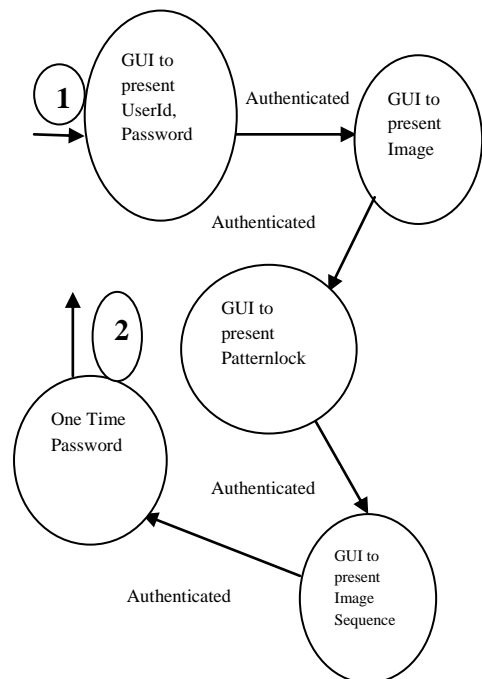 1
GUI to
present
UserId,
Password
Authenticated
GUI to
present
Image
Authenticated
GUI to
present
Patternlock
2
One Time
Password
Authenticated
GUI to
present
Image
Sequence
Authenticated